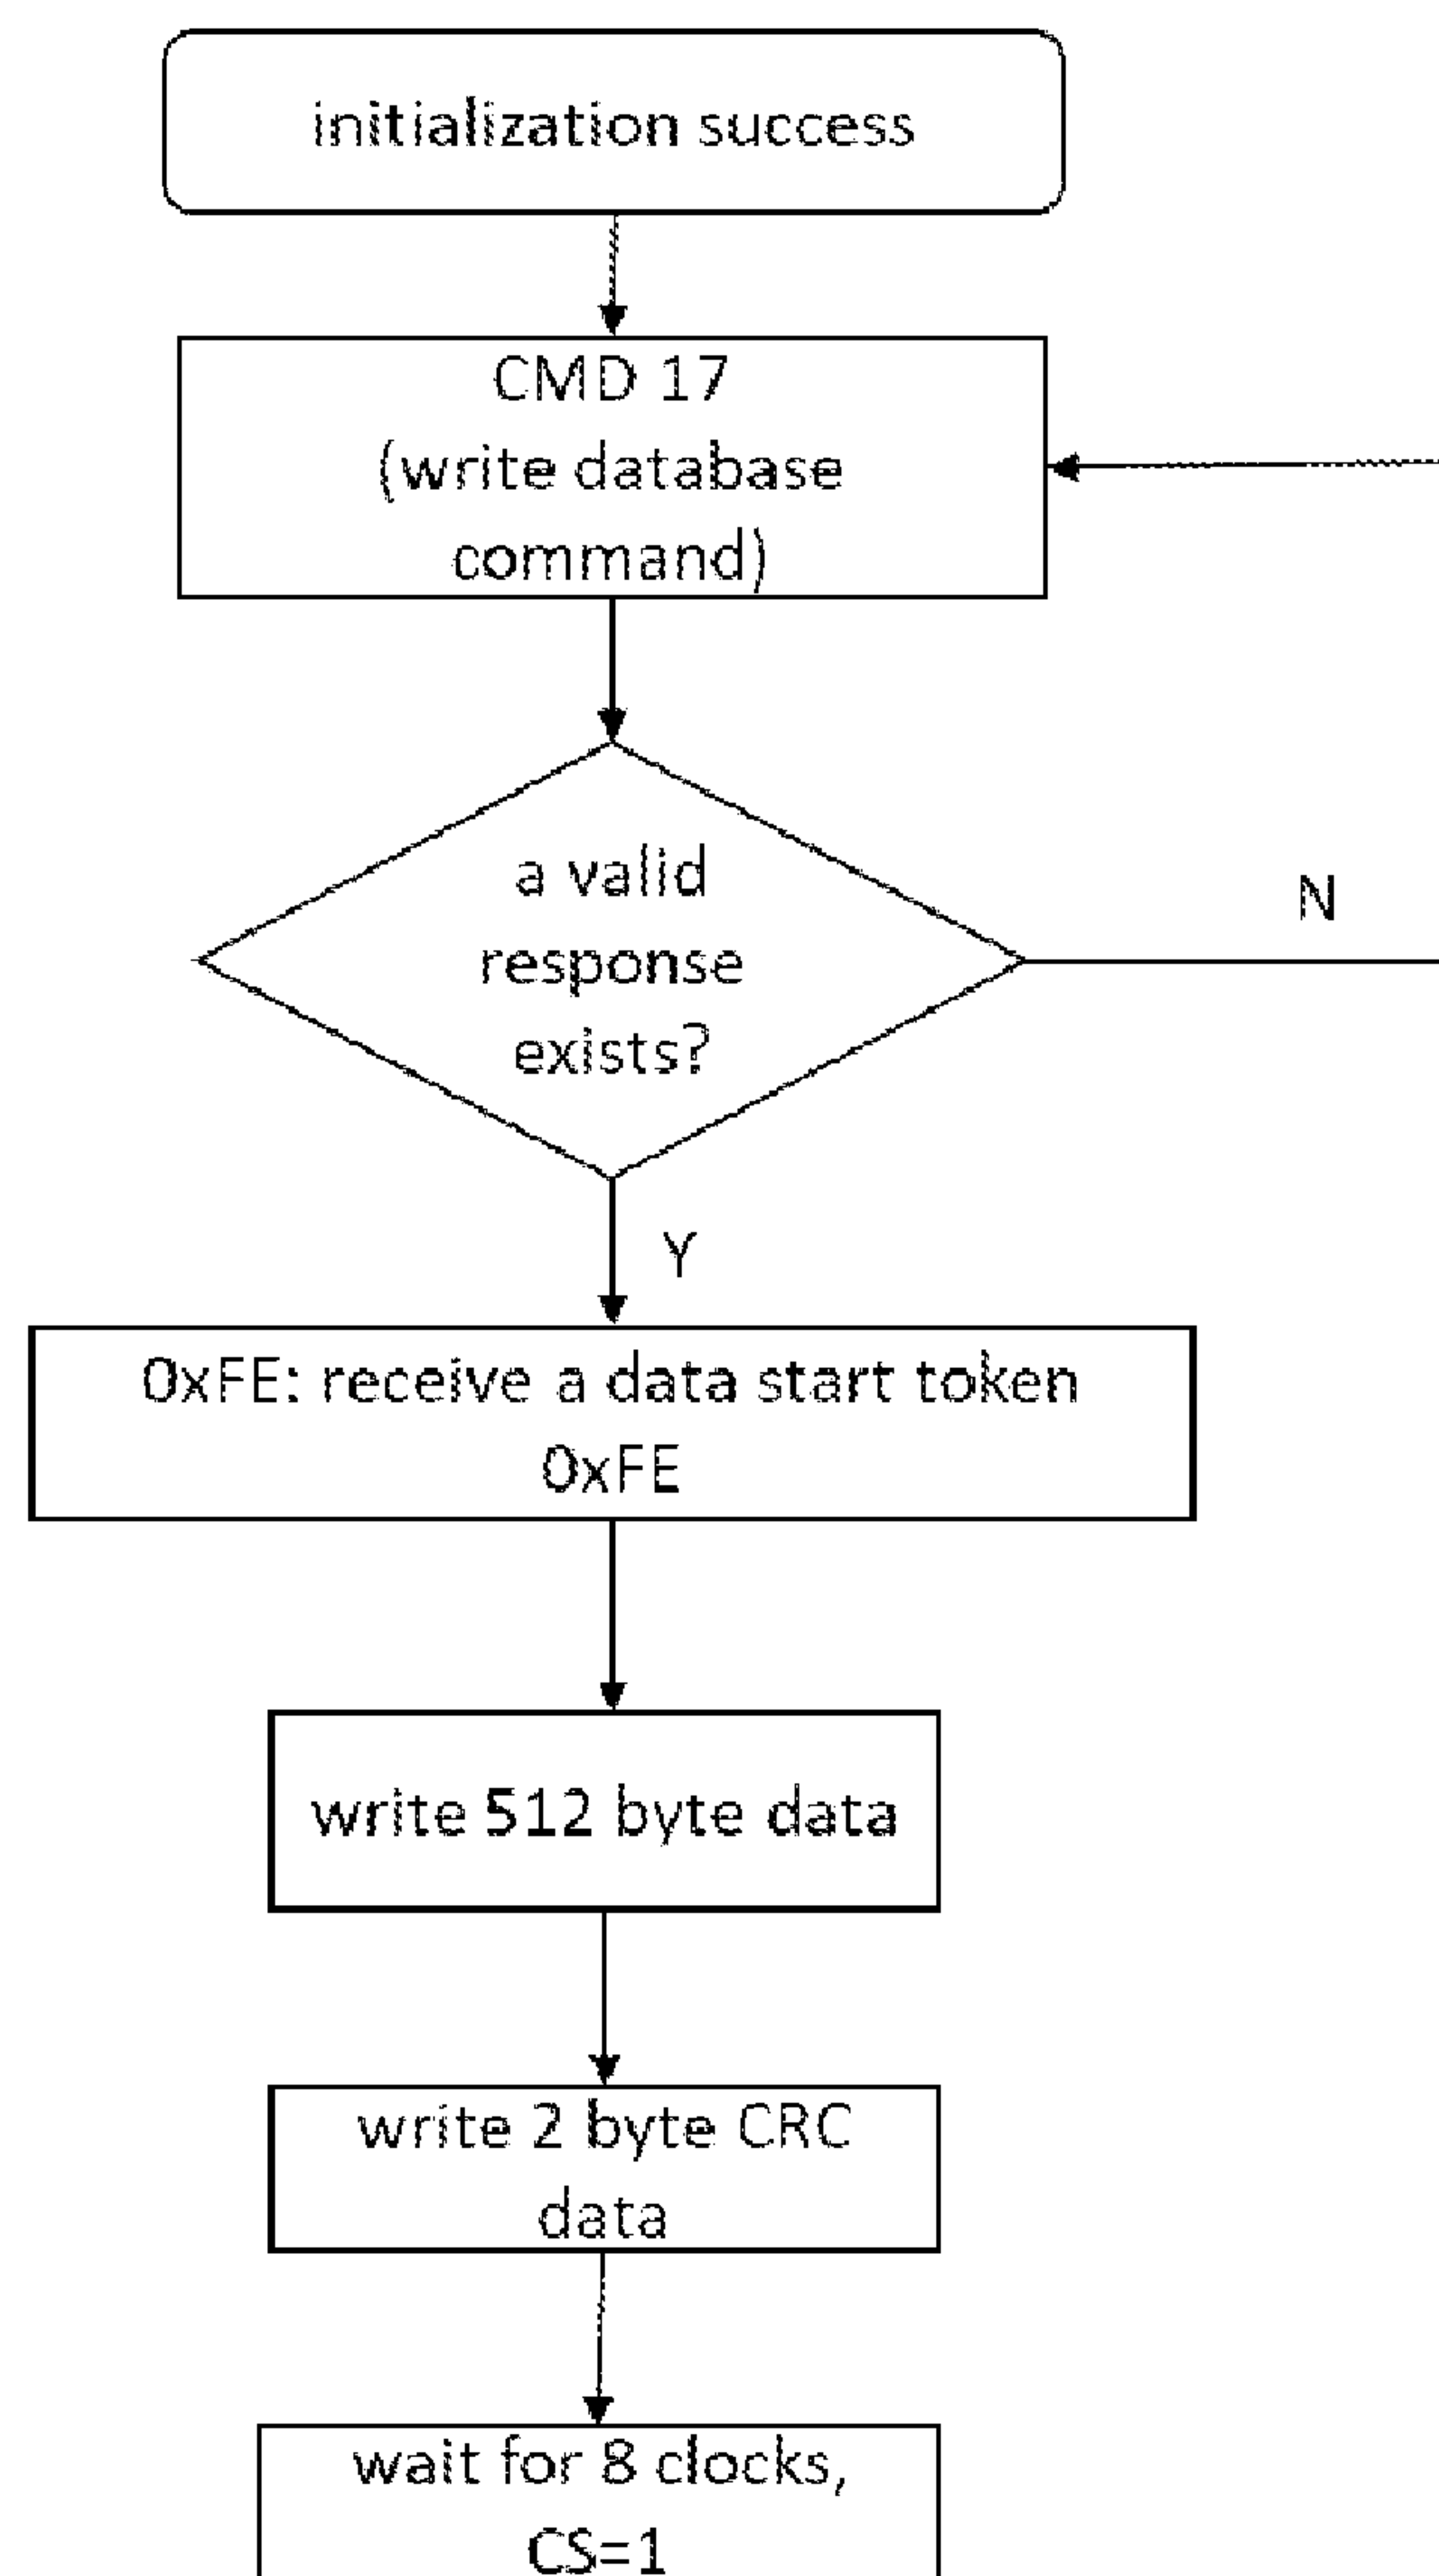 initialization success
CMD 17
(write database
command)
a valid
response
exists?
N
Y
0xFE: receive a data start token
0xFE
write 512 byte data
write 2 byte CRC
data
wait for 8 clocks,
CS=1